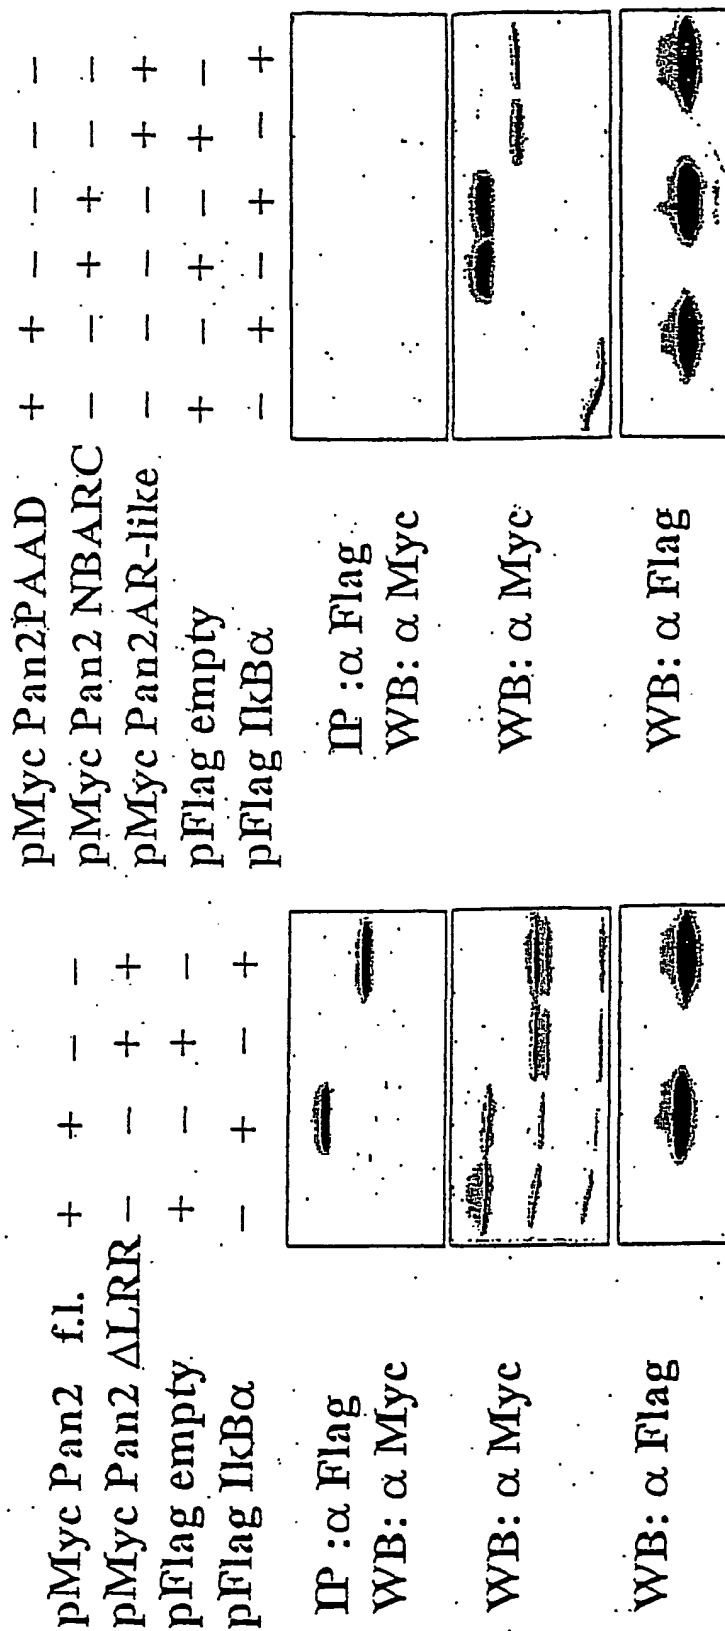 pMyc Pan2 f.l. + + − − 
pMyc Pan2 ΔLRR − − + +
pFlag empty + − + −
pFlag IkBα − + − +
IP :α Flag
WB: α Myc
WB: α Myc
WB: α Flag
pMyc Pan2PAAD + + − − − −
pMyc Pan2 NBARC − − + + − −
pMyc Pan2AR-like − − − − + +
pFlag empty + − + − + −
pFlag IkBα − + − + − +
IP :α Flag
WB: α Myc
WB: α Myc
WB: α Flag